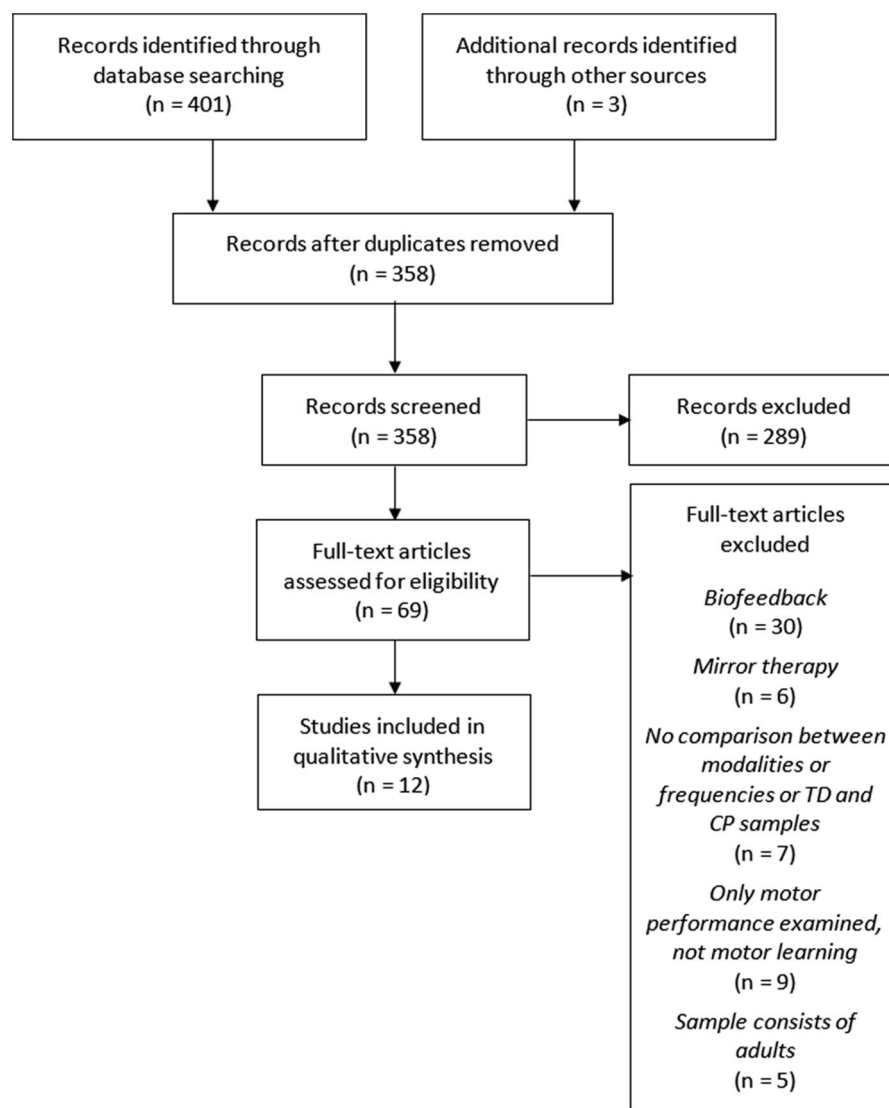 Records identified through
database searching
(n = 401)
Additional records identified
through other sources
(n = 3)
Records after duplicates removed
(n = 358)
Records screened
(n = 358)
Records excluded
(n = 289)
Full-text articles
assessed for eligibility
(n = 69)
Full-text articles
excluded
Biofeedback
(n = 30)
Mirror therapy
(n = 6)
No comparison between
modalities or
frequencies or TD and
CP samples
(n = 7)
Only motor
performance examined,
not motor learning
(n = 9)
Sample consists of
adults
(n = 5)
Studies included in
qualitative synthesis
(n = 12)